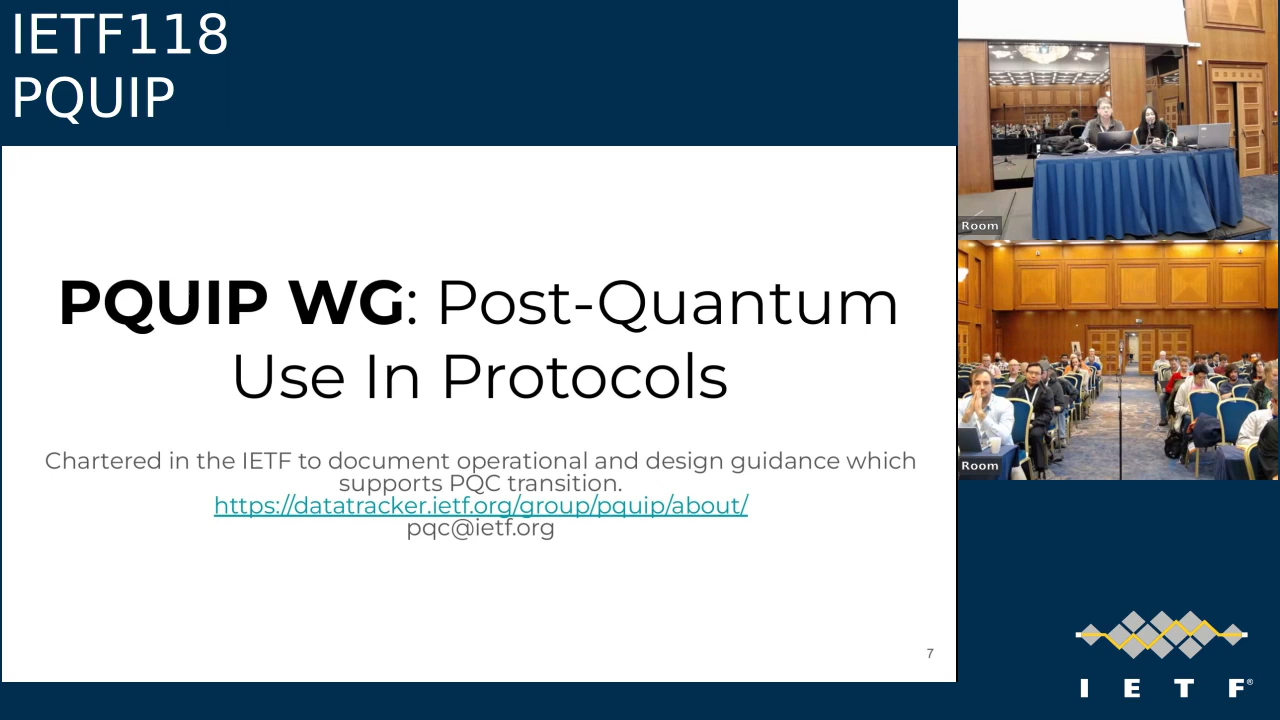 IETF118
PQUIP
PQUIP WG: Post-Quantum
Use In Protocols
Chartered in the IETF to document operational and design guidance which
supports PQC transition.
https://datatracker.ietf.org/group/pquip/about/
pqc@ietf.org
7
Room
Room
I E T F®